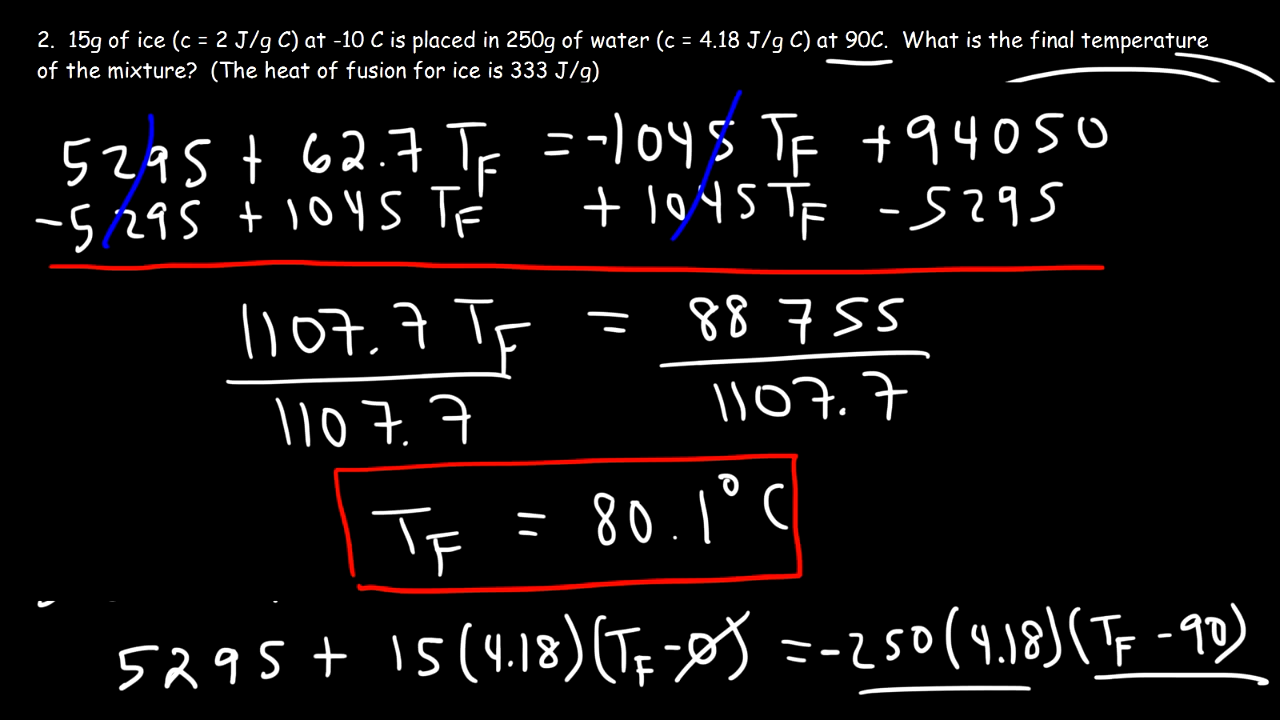 2. 15g of ice (c = 2 J/g C) at -10 C is placed in 250g of water (c = 4.18 J/g C) at 90C. What is the final temperature
of the mixture? (The heat of fusion for ice is 333 J/g)
5295 + 62.7 TF = -1045 TF + 94050
-5295 + 1045 TF + 1045 TF - 5295
1107.7 TF = 88755
1107.7 1107.7
TF = 80.1° C
5295 + 15(4.18)(TF - 0) = -250(4.18)(TF - 90)